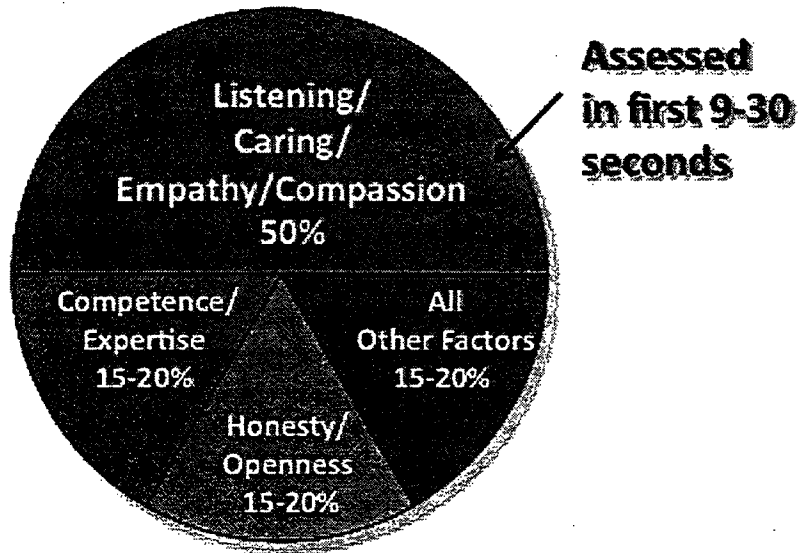 Listening/
Caring/
Empathy/Compassion
50%
Assessed
in first 9-30
seconds
Competence/
Expertise
15-20%
All
Other Factors
15-20%
Honesty/
Openness
15-20%